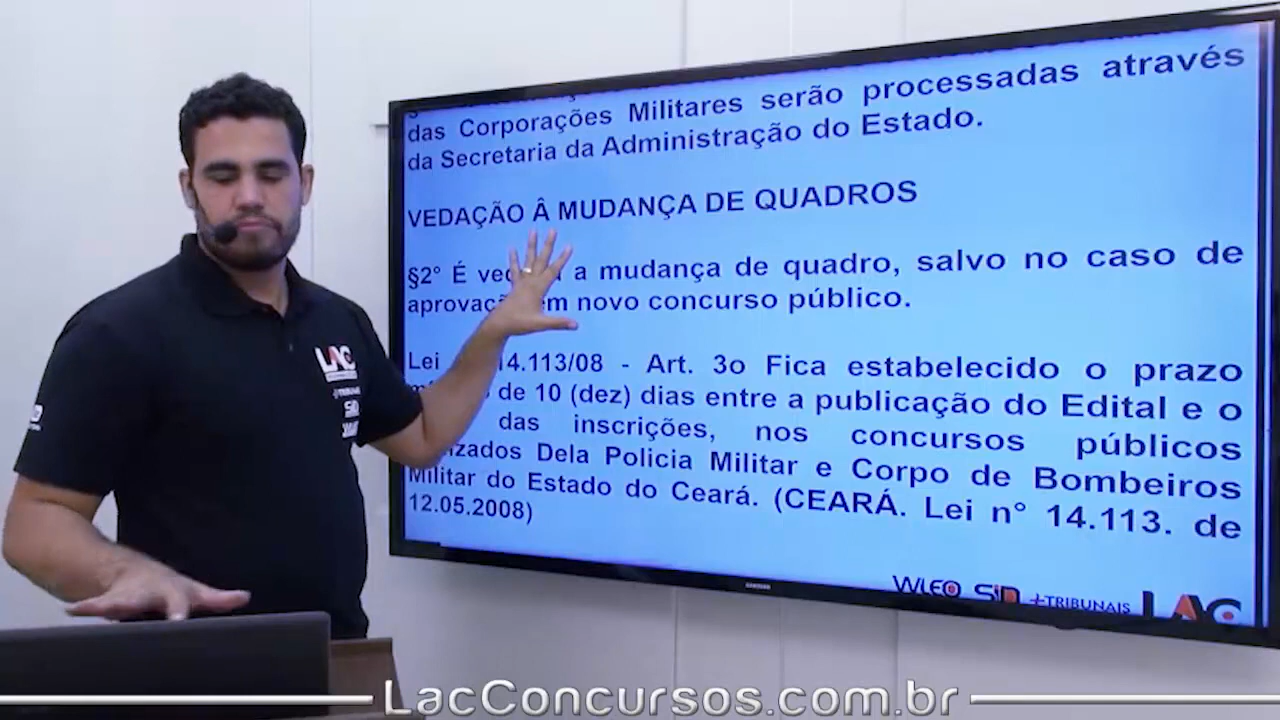 das Corporações Militares serão processadas através
da Secretaria da Administração do Estado.
VEDAÇÃO Â MUDANÇA DE QUADROS
§2° É a mudança de quadro, salvo no caso de
em novo concurso público.
Lei 14.113/08 - Art. 3o Fica estabelecido o prazo
de 10 (dez) dias entre a publicação do Edital e o
das inscrições, nos concursos públicos
Dela Policia Militar e Corpo de Bombeiros
Militar do Estado do Ceará. (CEARÁ. Lei n° 14.113. de
12.05.2008)
WLEO SID +TRIBUNAIS LAC
SAMSUNG
LAC
+TRIBUNAIS
SID
LacConcursos.com.br